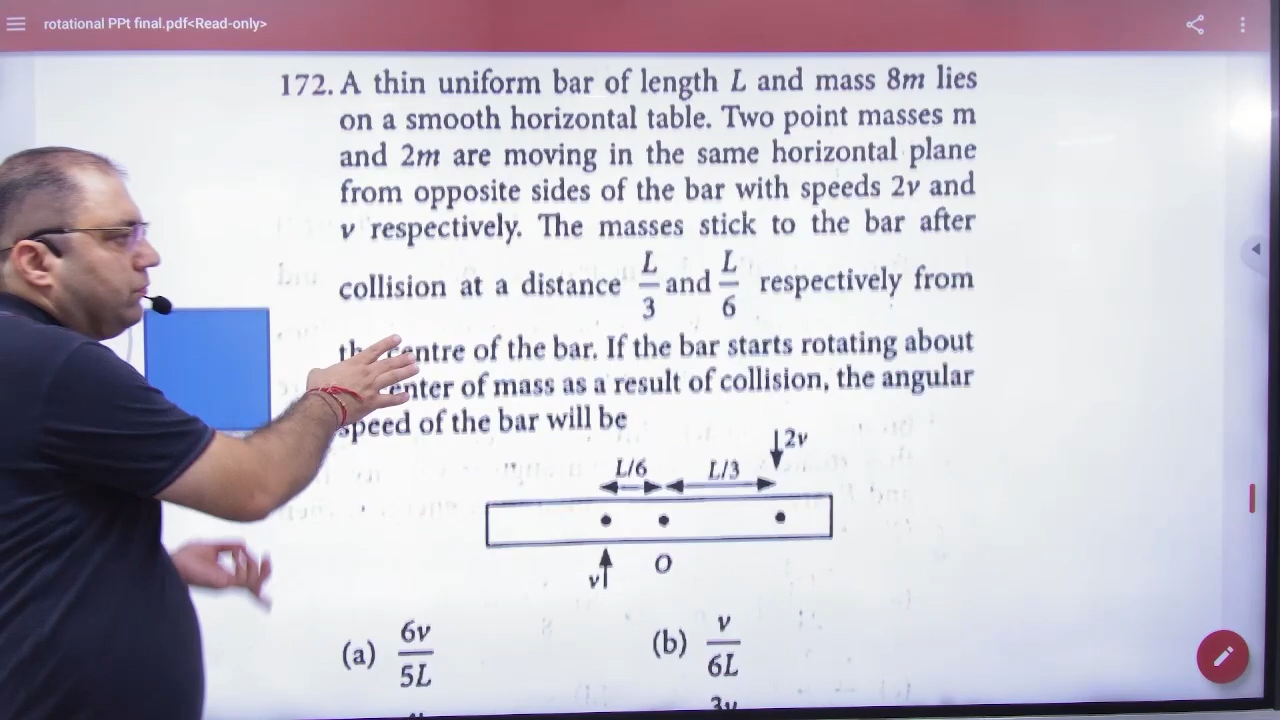 rotational PPt final.pdf<Read-only>
172. A thin uniform bar of length L and mass 8m lies
on a smooth horizontal table. Two point masses m
and 2m are moving in the same horizontal plane
from opposite sides of the bar with speeds 2v and
v respectively. The masses stick to the bar after
collision at a distance L/3 and L/6 respectively from
centre of the bar. If the bar starts rotating about
of mass as a result of collision, the angular
speed of the bar will be
2v
L/6 L/3
v O
(a) 6v/5L (b) v/6L